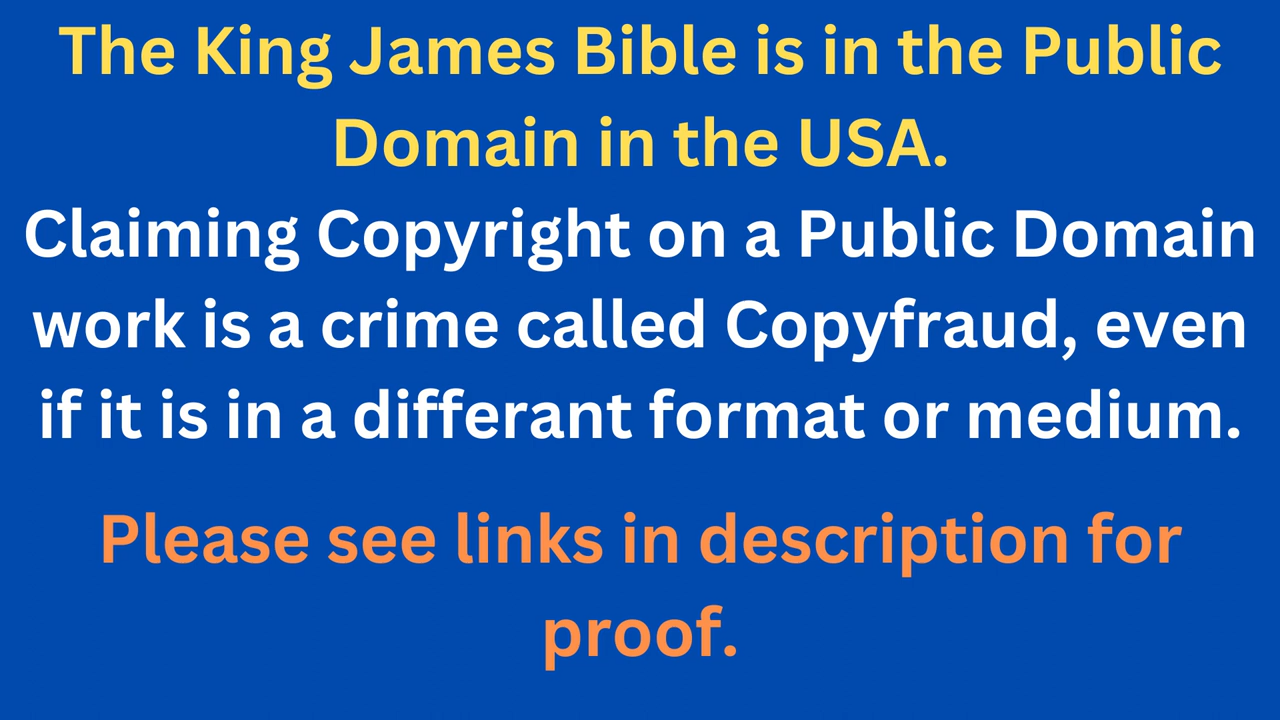 The King James Bible is in the Public
Domain in the USA.
Claiming Copyright on a Public Domain
work is a crime called Copyfraud, even
if it is in a differant format or medium.
Please see links in description for
proof.